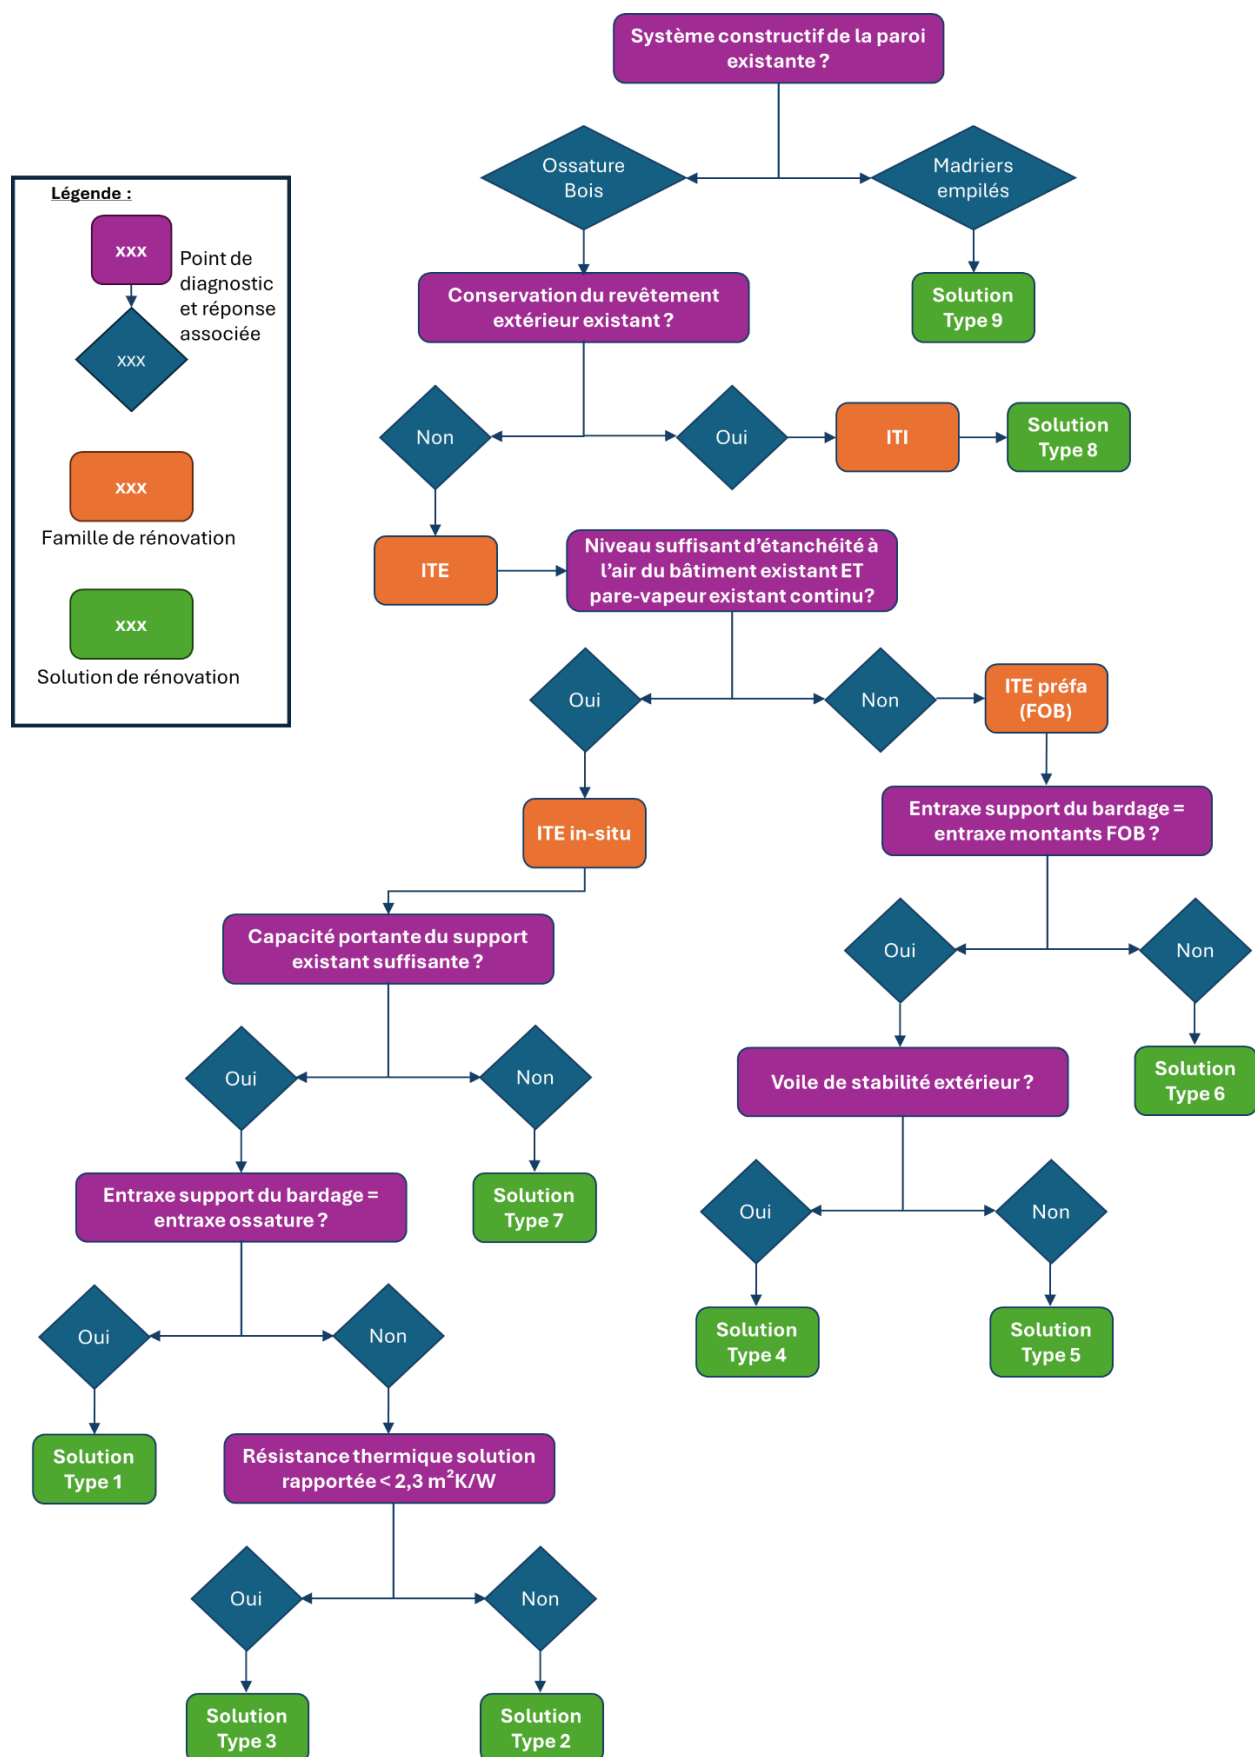 Système constructif de la paroi
existante ?
Ossature
Bois
Madriers
empilés
Légende :
xxx
Point de
diagnostic
et réponse
associée
xxx
xxx
Famille de rénovation
xxx
Solution de rénovation
Conservation du revêtement
extérieur existant ?
Solution
Type 9
Non
Oui
ITI
Solution
Type 8
ITE
Niveau suffisant d'étanchéité à
l'air du bâtiment existant ET
pare-vapeur existant continu?
Oui
Non
ITE préfa
(FOB)
ITE in-situ
Entraxe support du bardage =
entraxe montants FOB ?
Capacité portante du support
existant suffisante ?
Oui
Non
Oui
Non
Voile de stabilité extérieur ?
Solution
Type 6
Entraxe support du bardage =
entraxe ossature ?
Solution
Type 7
Oui
Non
Oui
Non
Solution
Type 4
Solution
Type 5
Solution
Type 1
Résistance thermique solution
rapportée < 2,3 m²K/W
Oui
Non
Solution
Type 3
Solution
Type 2